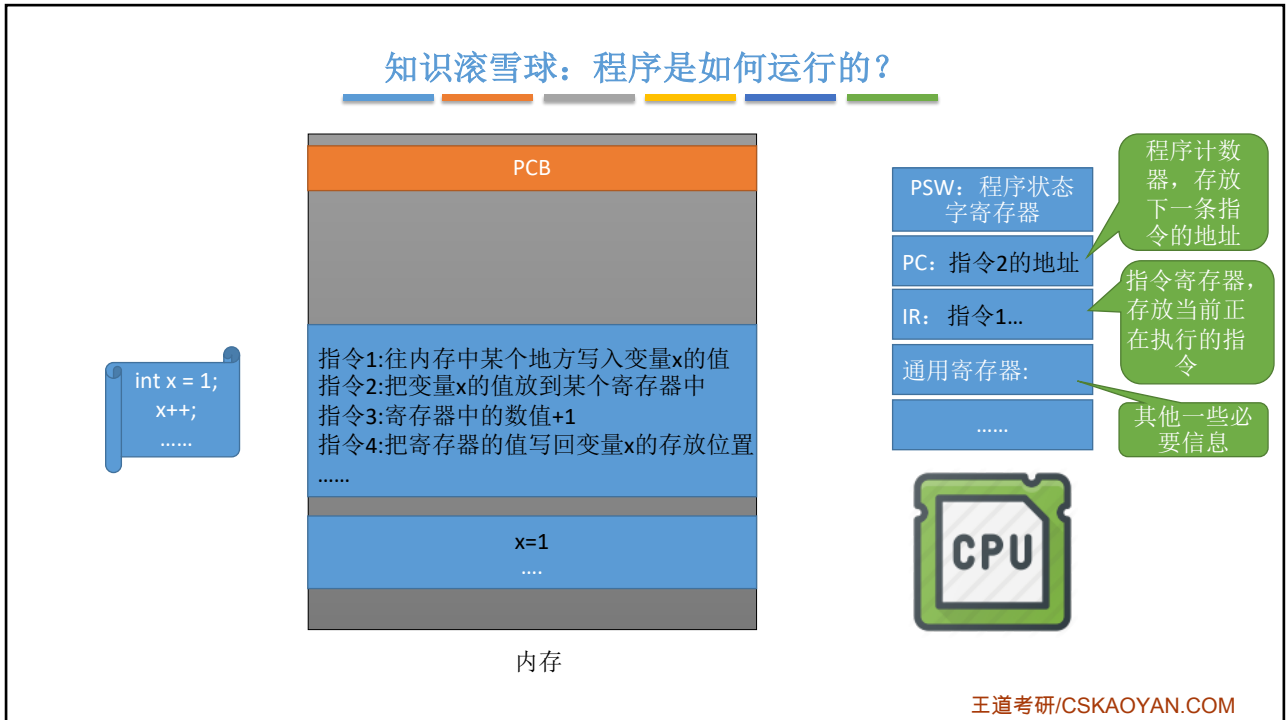 知识滚雪球：程序是如何运行的？
int x = 1;
x++;
……
PCB
指令1:往内存中某个地方写入变量x的值
指令2:把变量x的值放到某个寄存器中
指令3:寄存器中的数值+1
指令4:把寄存器的值写回变量x的存放位置
……
x=1
….
内存
PSW：程序状态
字寄存器
PC：指令2的地址
IR： 指令1…
通用寄存器:
……
程序计数
器，存放
下一条指
令的地址
指令寄存器，
存放当前正
在执行的指
令
其他一些必
要信息
CPU
王道考研/CSKAOYAN.COM